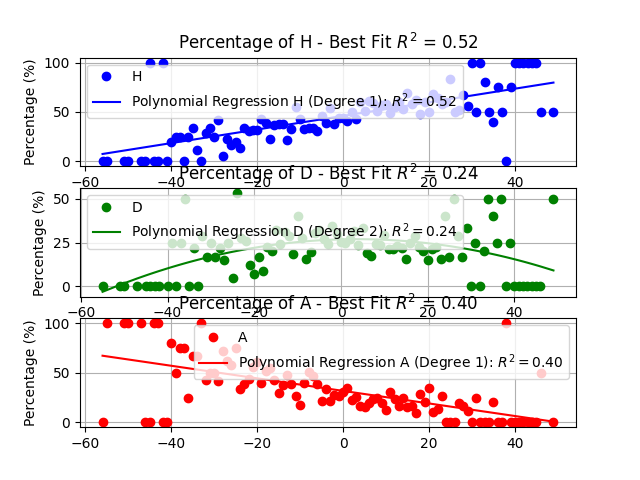 Percentage of H - Best Fit R² = 0.52
100
50
0
Percentage (%)
H
Polynomial Regression H (Degree 1): R² = 0.52
−60 −40 −20 0 20 40
Percentage of D - Best Fit R² = 0.24
50
25
0
Percentage (%)
D
Polynomial Regression D (Degree 2): R² = 0.24
−60 −40 −20 0 20 40
Percentage of A - Best Fit R² = 0.40
100
50
0
Percentage (%)
A
Polynomial Regression A (Degree 1): R² = 0.40
−60 −40 −20 0 20 40